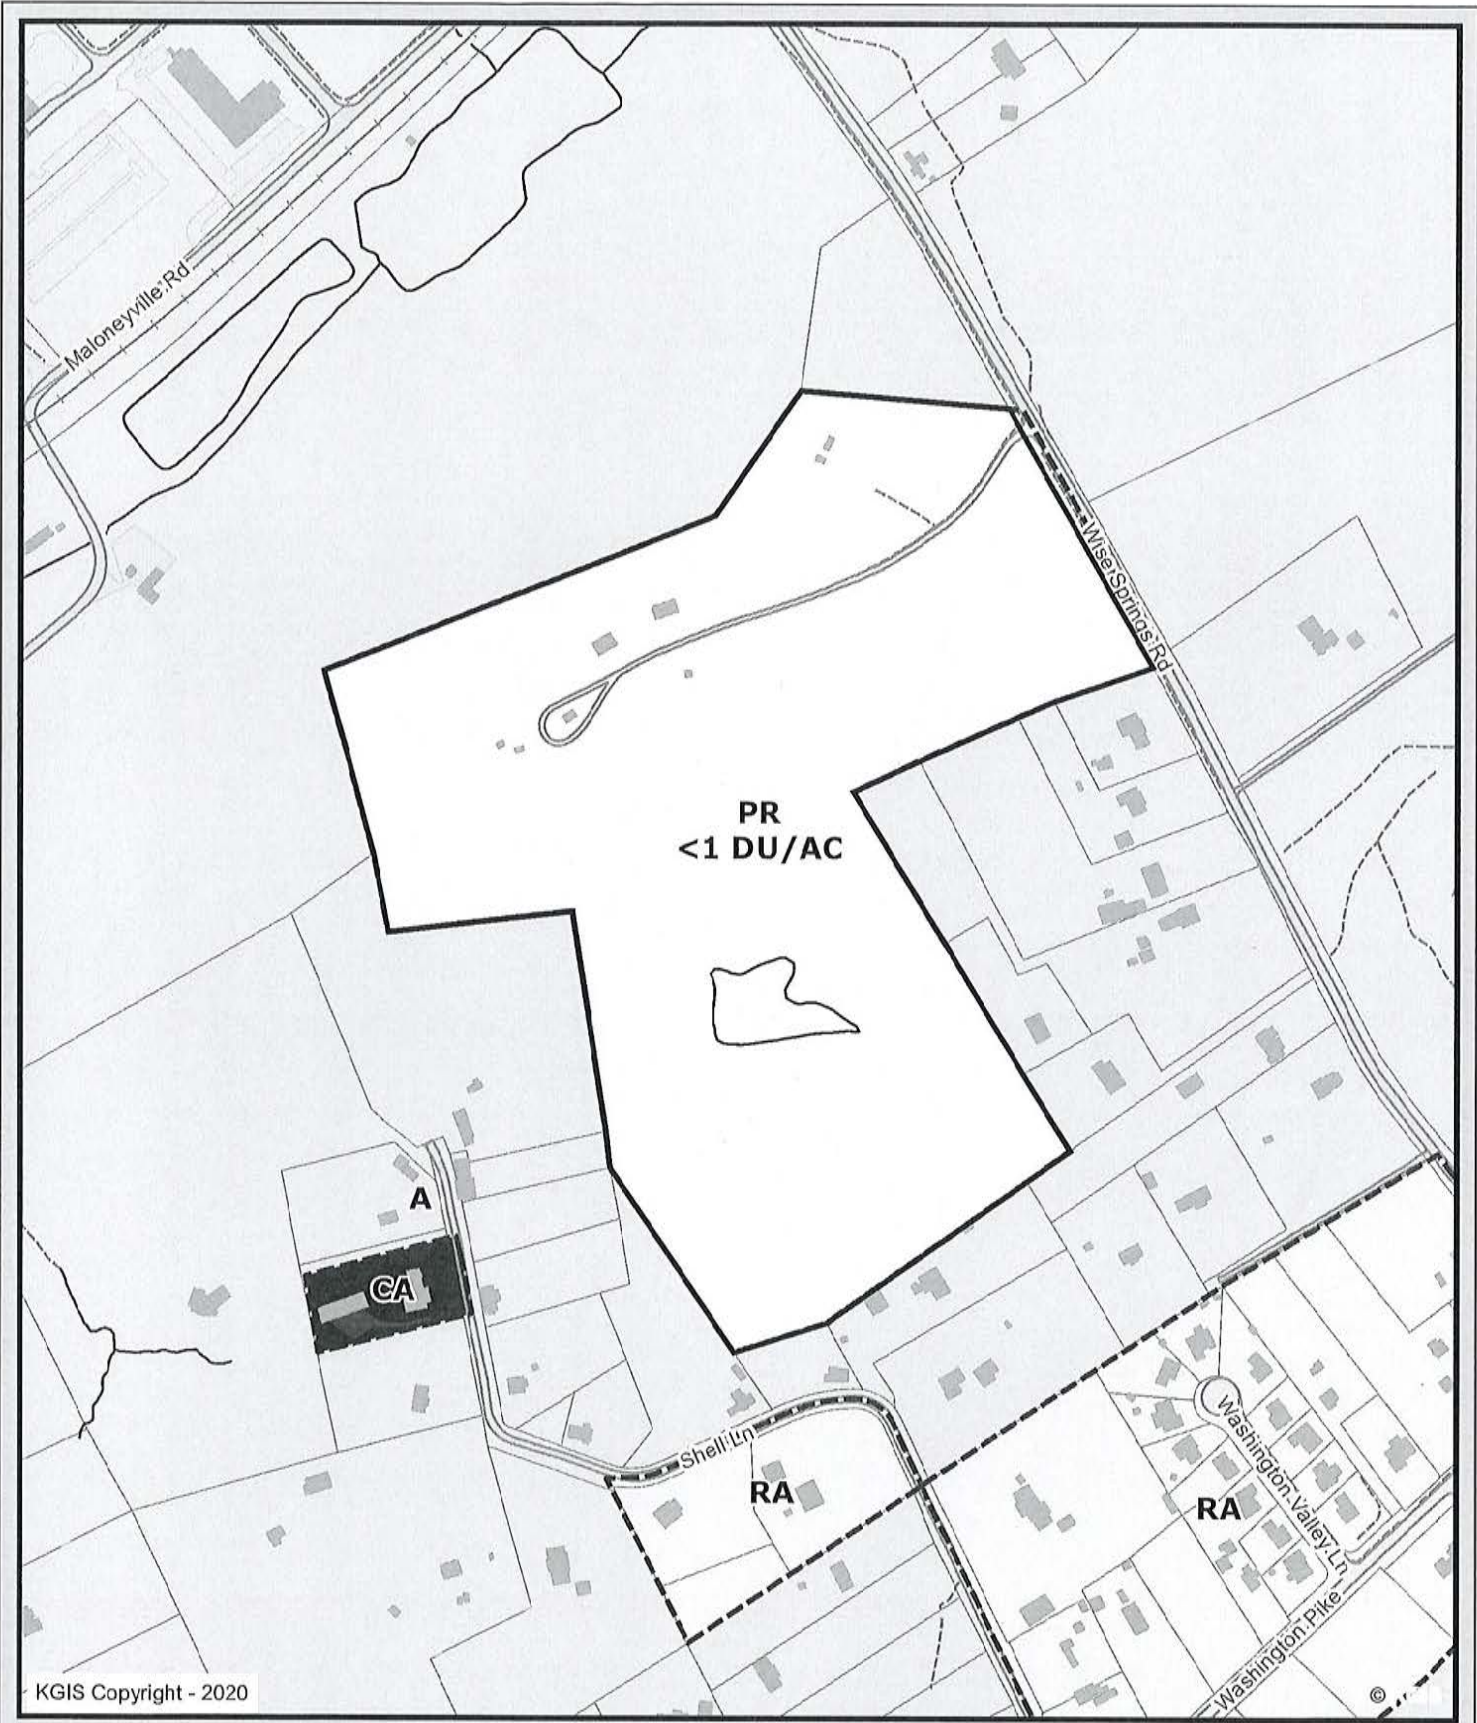 Maloneyville Rd
Wise Springs Rd
PR
<1 DU/AC
A
CA
Shell Ln
RA
RA
Washington Valley Ln
Washington Pike
KGIS Copyright - 2020
©